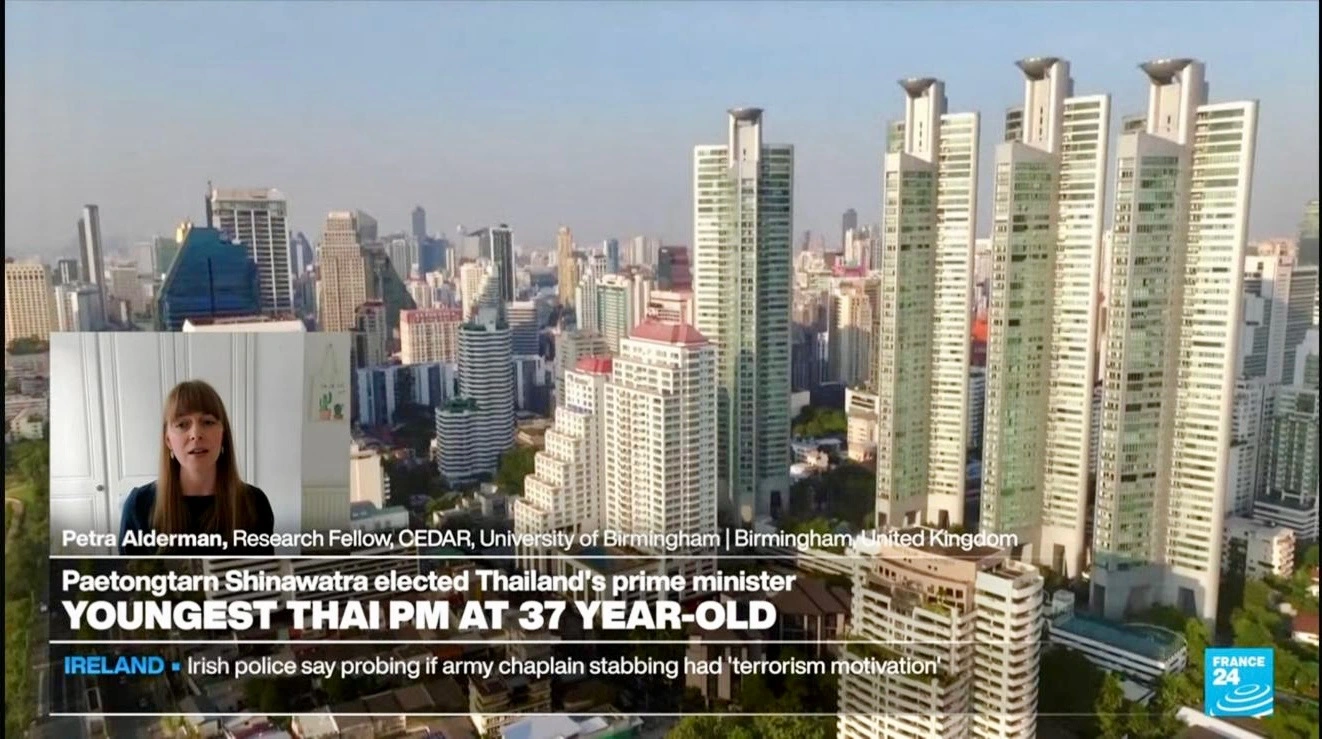 Petra Alderman, Research Fellow, CEDAR, University of Birmingham | Birmingham, United Kingdom
Paetongtarn Shinawatra elected Thailand's prime minister
YOUNGEST THAI PM AT 37 YEAR-OLD
IRELAND ▪ Irish police say probing if army chaplain stabbing had 'terrorism motivation'
FRANCE
24